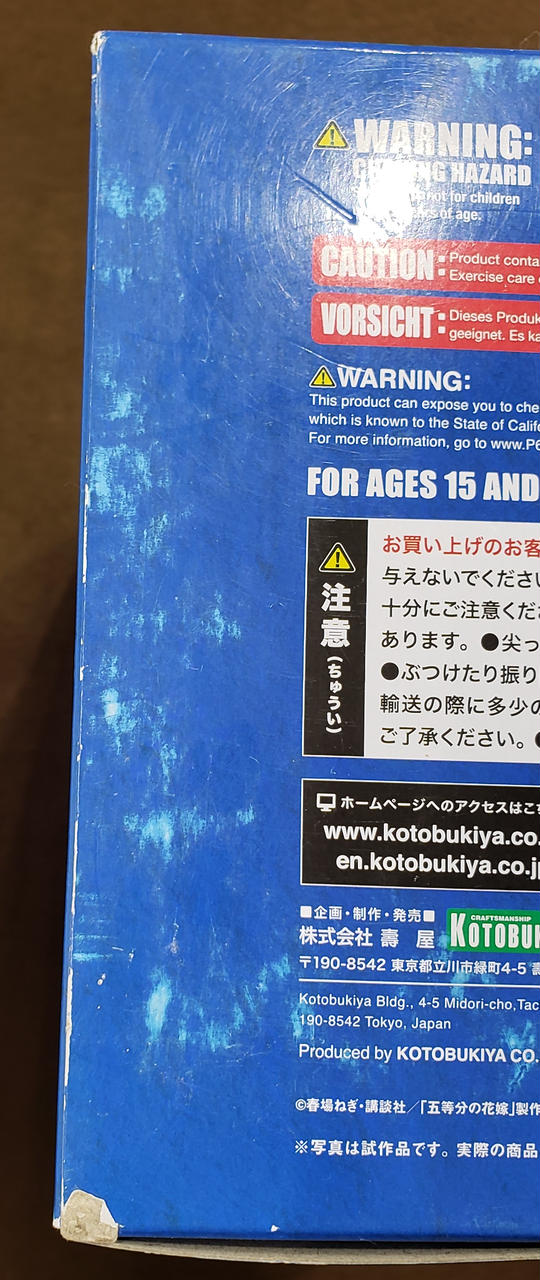 WARNING:
HAZARD
not for children
of age.
CAUTION: Product conta
Exercise care
VORSICHT: Dieses Produk
geeignet. Es ka
WARNING:
This product can expose you to che
which is known to the State of Calif
For more information, go to www.P6
FOR AGES 15 AND
注意(ちゅうい)
お買い上げのお客
与えないでください
十分にご注意くだ
あります。●尖っ
●ぶつけたり振り
輸送の際に多少の
ご了承ください。●
ホームページへのアクセスはこ
www.kotobukiya.co.
en.kotobukiya.co.j
■企画・制作・発売■
株式会社 壽 屋
CRAFTSMANSHIP
KOTOBUK
〒190-8542 東京都立川市緑町4-5
Kotobukiya Bldg., 4-5 Midori-cho,Tac
190-8542 Tokyo, Japan
Produced by KOTOBUKIYA CO.
©春場ねぎ・講談社／「五等分の花嫁」製作
※写真は試作品です。実際の商品